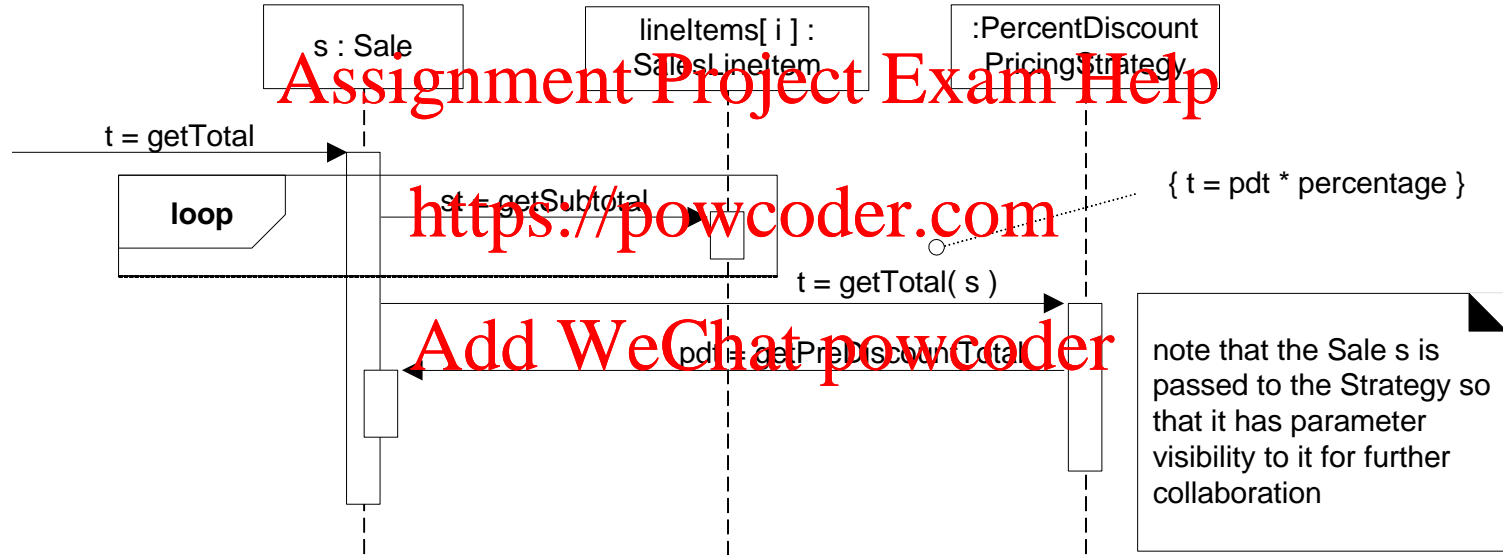 s : Sale
lineItems[ i ] :
SalesLineItem
:PercentDiscount
PricingStrategy
Assignment Project Exam Help
t = getTotal
loop
st = getSubtotal
{ t = pdt * percentage }
https://powcoder.com
t = getTotal( s )
Add WeChat powcoder
pdt = getPreDiscountTotal
note that the Sale s is
passed to the Strategy so
that it has parameter
visibility to it for further
collaboration